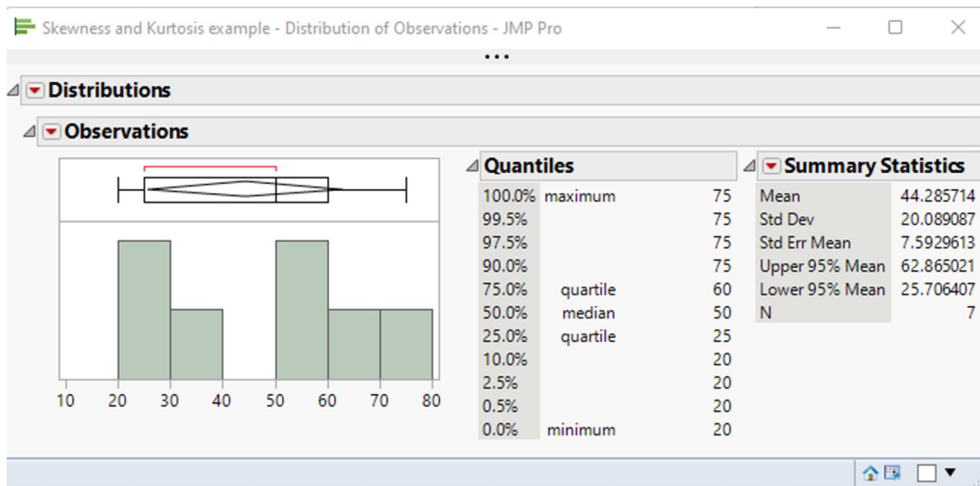 Skewness and Kurtosis example - Distribution of Observations - JMP Pro
Distributions
Observations
10 20 30 40 50 60 70 80
Quantiles
100.0% maximum 75
99.5% 75
97.5% 75
90.0% 75
75.0% quartile 60
50.0% median 50
25.0% quartile 25
10.0% 20
2.5% 20
0.5% 20
0.0% minimum 20
Summary Statistics
Mean 44.285714
Std Dev 20.089087
Std Err Mean 7.5929613
Upper 95% Mean 62.865021
Lower 95% Mean 25.706407
N 7